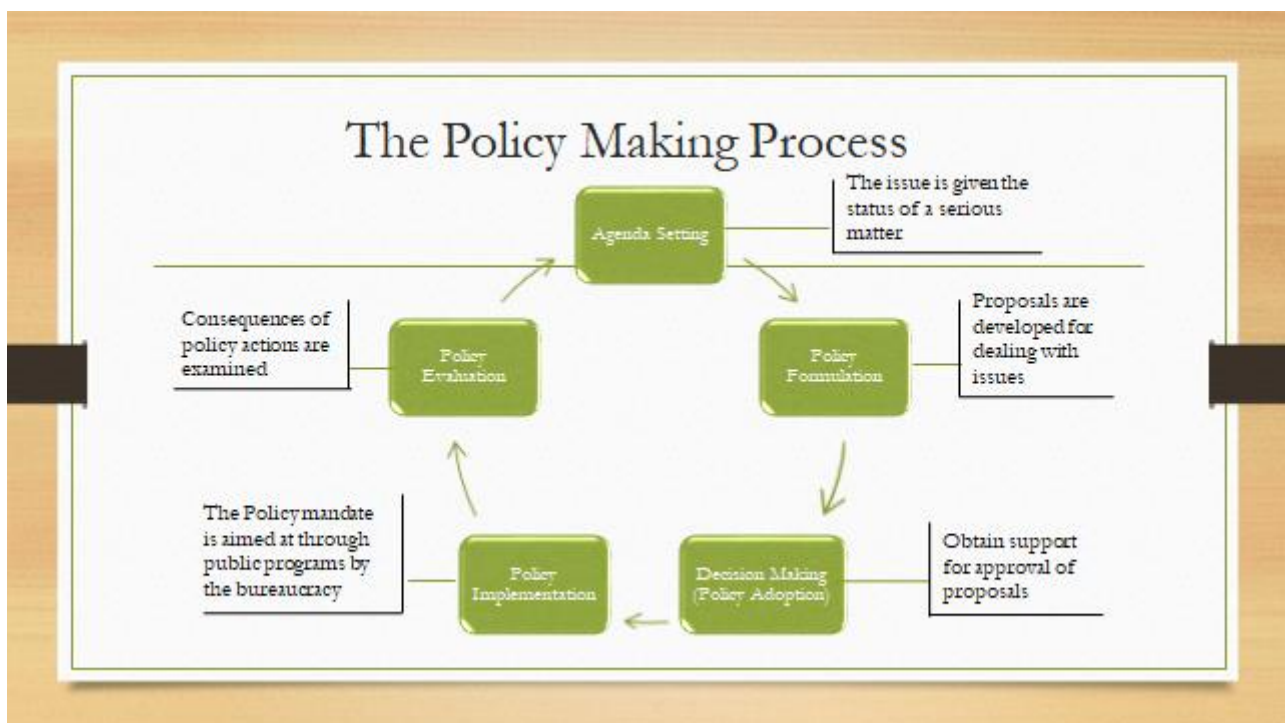 The Policy Making Process
Agenda Setting
The issue is given the
status of a serious
matter
Policy
Formulation
Proposals are
developed for
dealing with
issues
Decision Making
(Policy Adoption)
Obtain support
for approval of
proposals
Policy
Implementation
The Policy mandate
is aimed at through
public programs by
the bureaucracy
Policy
Evaluation
Consequences of
policy actions are
examined